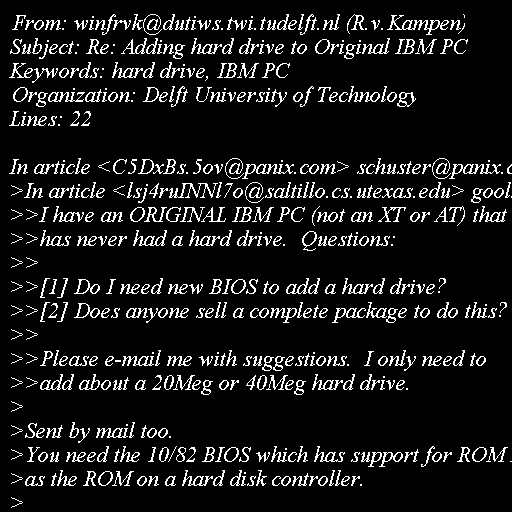 From: winfrvk@dutiws.twi.tudelft.nl (R.v.Kampen)
Subject: Re: Adding hard drive to Original IBM PC
Keywords: hard drive, IBM PC
Organization: Delft University of Technology
Lines: 22

In article <C5DxBs.5ov@panix.com> schuster@panix.c
>In article <lsj4ruINNl7o@saltillo.cs.utexas.edu> gool
>>I have an ORIGINAL IBM PC (not an XT or AT) that
>>has never had a hard drive.  Questions:
>>
>>[1] Do I need new BIOS to add a hard drive?
>>[2] Does anyone sell a complete package to do this?
>>
>>Please e-mail me with suggestions.  I only need to
>>add about a 20Meg or 40Meg hard drive.
>
>Sent by mail too.
>You need the 10/82 BIOS which has support for ROM
>as the ROM on a hard disk controller.
>